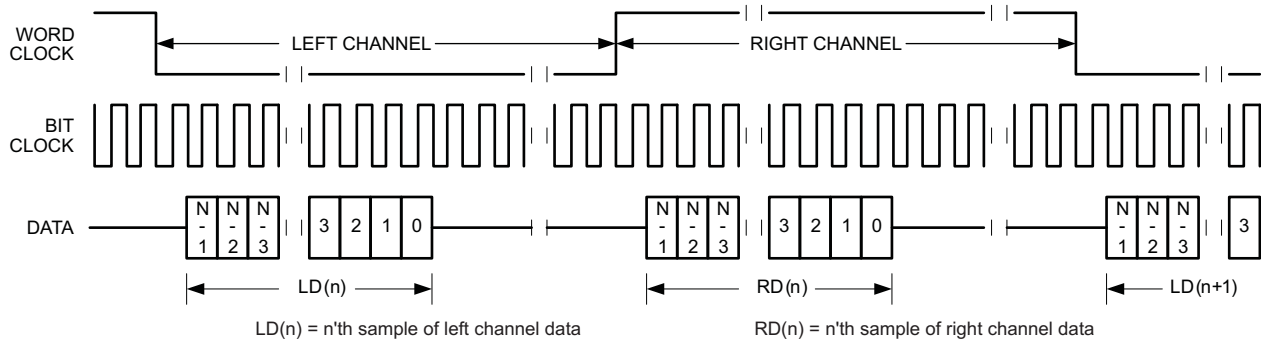 WORD
CLOCK
LEFT CHANNEL
RIGHT CHANNEL
BIT
CLOCK
DATA
N
-
1
N
-
2
N
-
3
3
2
1
0
N
-
1
N
-
2
N
-
3
3
2
1
0
N
-
1
N
-
2
N
-
3
3
LD(n)
RD(n)
LD(n+1)
LD(n) = n'th sample of left channel data
RD(n) = n'th sample of right channel data